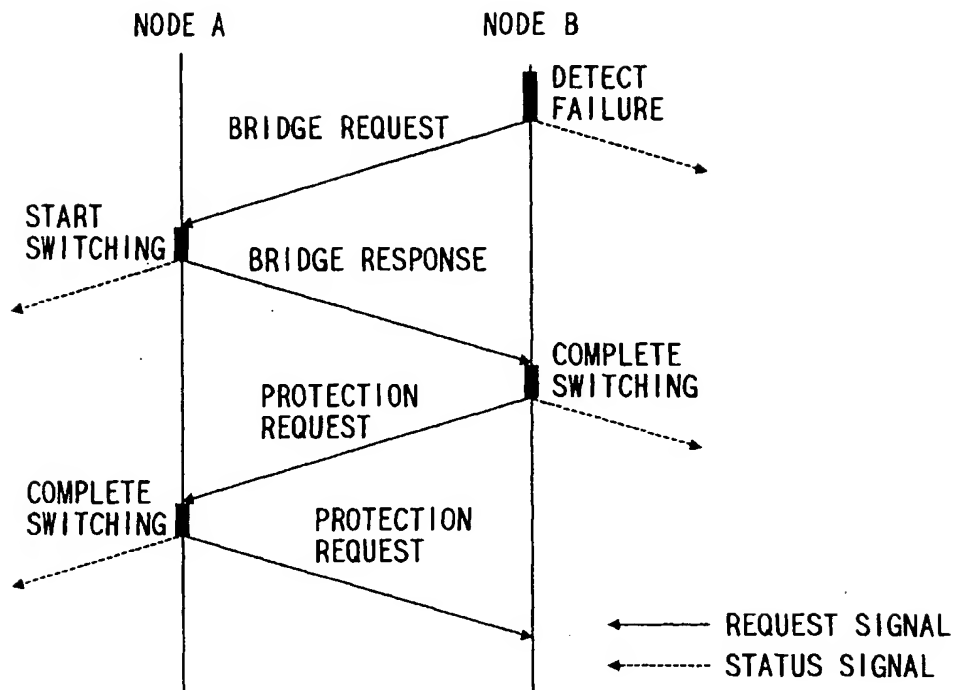 NODE A
NODE B
DETECT
FAILURE
BRIDGE REQUEST
START
SWITCHING
BRIDGE RESPONSE
COMPLETE
SWITCHING
PROTECTION
REQUEST
COMPLETE
SWITCHING
PROTECTION
REQUEST
REQUEST SIGNAL
STATUS SIGNAL